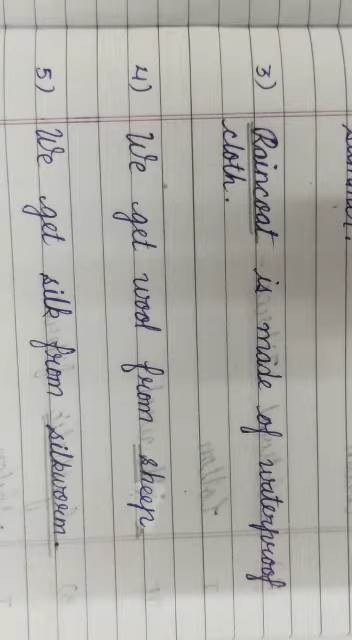 summer.
3) Raincoat is made of waterproof
cloth.
4) We get wool from sheep
5) We get silk from silkworm.